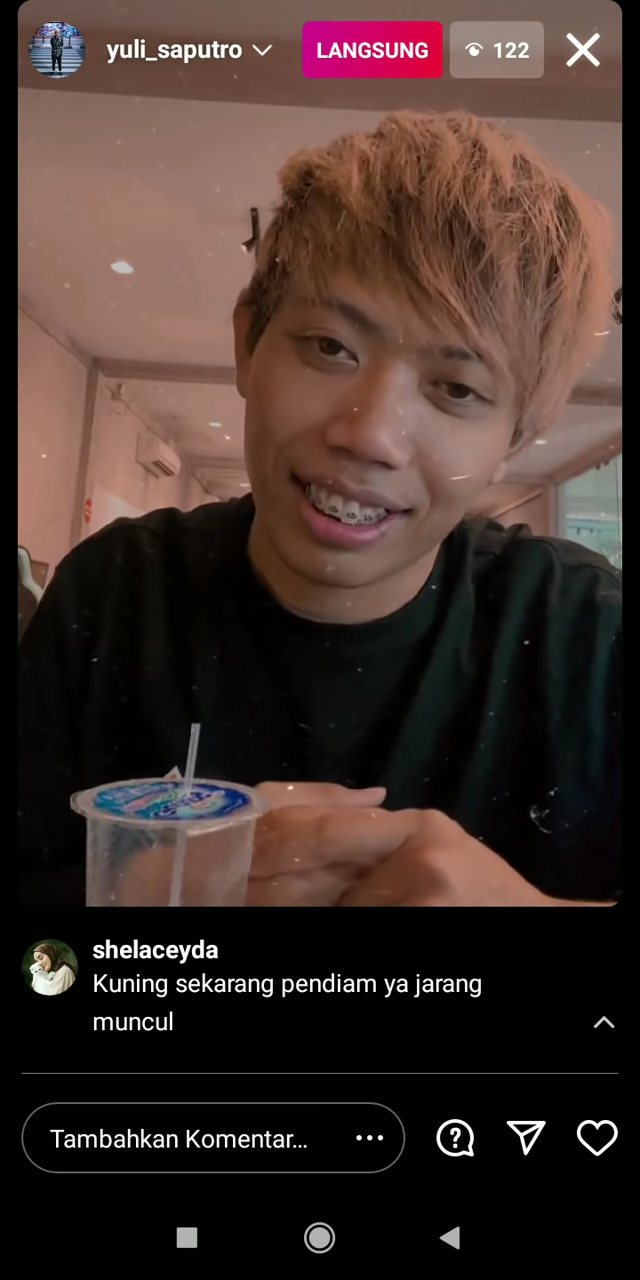 yuli_saputro
LANGSUNG
122
shelaceyda
Kuning sekarang pendiam ya jarang
muncul
Tambahkan Komentar...